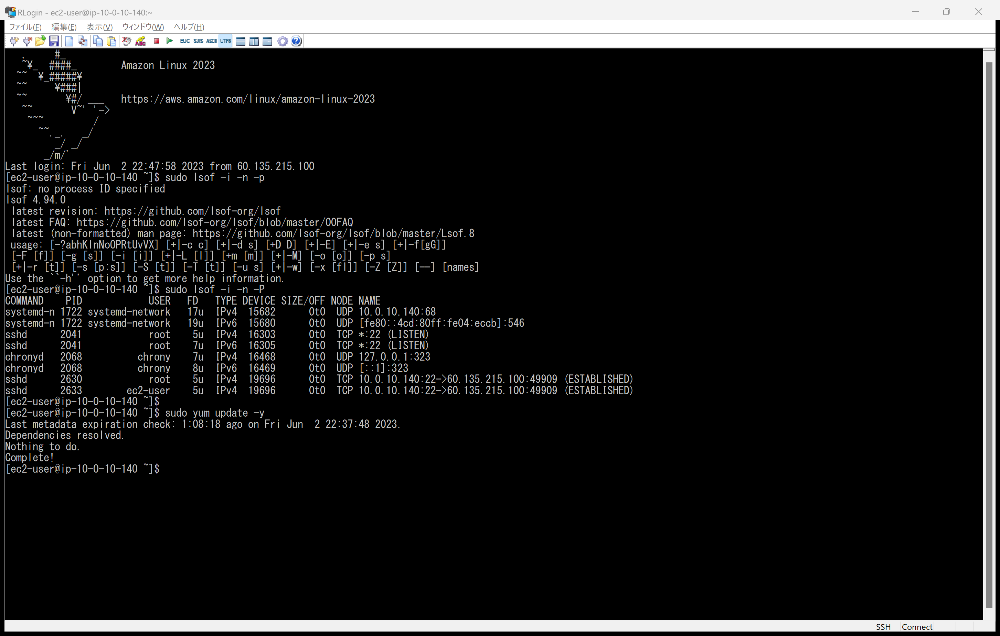 RLogin - ec2-user@ip-10-0-10-140:~
ファイル(F) 編集(E) 表示(V) ウィンドウ(W) ヘルプ(H)
EUC SJIS ASCII UTF8
   ,     #_
   ~¥_  ####_        Amazon Linux 2023
  ~~  ¥_#####¥
  ~~     ¥###|
  ~~       ¥#/ ___   https://aws.amazon.com/linux/amazon-linux-2023
   ~~       V~' '->
    ~~~         /
      ~~._.   _/
         _/ _/
       _/m/'
Last login: Fri Jun  2 22:47:58 2023 from 60.135.215.100
[ec2-user@ip-10-0-10-140 ~]$ sudo lsof -i -n -p
lsof: no process ID specified
lsof 4.94.0
 latest revision: https://github.com/lsof-org/lsof
 latest FAQ: https://github.com/lsof-org/lsof/blob/master/00FAQ
 latest (non-formatted) man page: https://github.com/lsof-org/lsof/blob/master/Lsof.8
 usage: [-?abhKlnNoOPRtUvVX] [+|-c c] [+|-d s] [+D D] [+|-E] [+|-e s] [+|-f[gG]]
 [-F [f]] [-g [s]] [-i [i]] [+|-L [l]] [+m [m]] [+|-M] [-o [o]] [-p s]
 [+|-r [t]] [-s [p:s]] [-S [t]] [-T [t]] [-u s] [+|-w] [-x [fl]] [-Z [Z]] [--] [names]
Use the ``-h'' option to get more help information.
[ec2-user@ip-10-0-10-140 ~]$ sudo lsof -i -n -P
COMMAND    PID            USER   FD   TYPE DEVICE SIZE/OFF NODE NAME
systemd-n 1722 systemd-network   17u  IPv4  15682      0t0  UDP 10.0.10.140:68
systemd-n 1722 systemd-network   19u  IPv6  15680      0t0  UDP [fe80::4cd:80ff:fe04:eccb]:546
sshd      2041            root    5u  IPv4  16303      0t0  TCP *:22 (LISTEN)
sshd      2041            root    7u  IPv6  16305      0t0  TCP *:22 (LISTEN)
chronyd   2068          chrony    7u  IPv4  16468      0t0  UDP 127.0.0.1:323
chronyd   2068          chrony    8u  IPv6  16469      0t0  UDP [::1]:323
sshd      2630            root    5u  IPv4  19696      0t0  TCP 10.0.10.140:22->60.135.215.100:49909 (ESTABLISHED)
sshd      2633        ec2-user    5u  IPv4  19696      0t0  TCP 10.0.10.140:22->60.135.215.100:49909 (ESTABLISHED)
[ec2-user@ip-10-0-10-140 ~]$
[ec2-user@ip-10-0-10-140 ~]$ sudo yum update -y
Last metadata expiration check: 1:08:18 ago on Fri Jun  2 22:37:48 2023.
Dependencies resolved.
Nothing to do.
Complete!
[ec2-user@ip-10-0-10-140 ~]$
SSH Connect